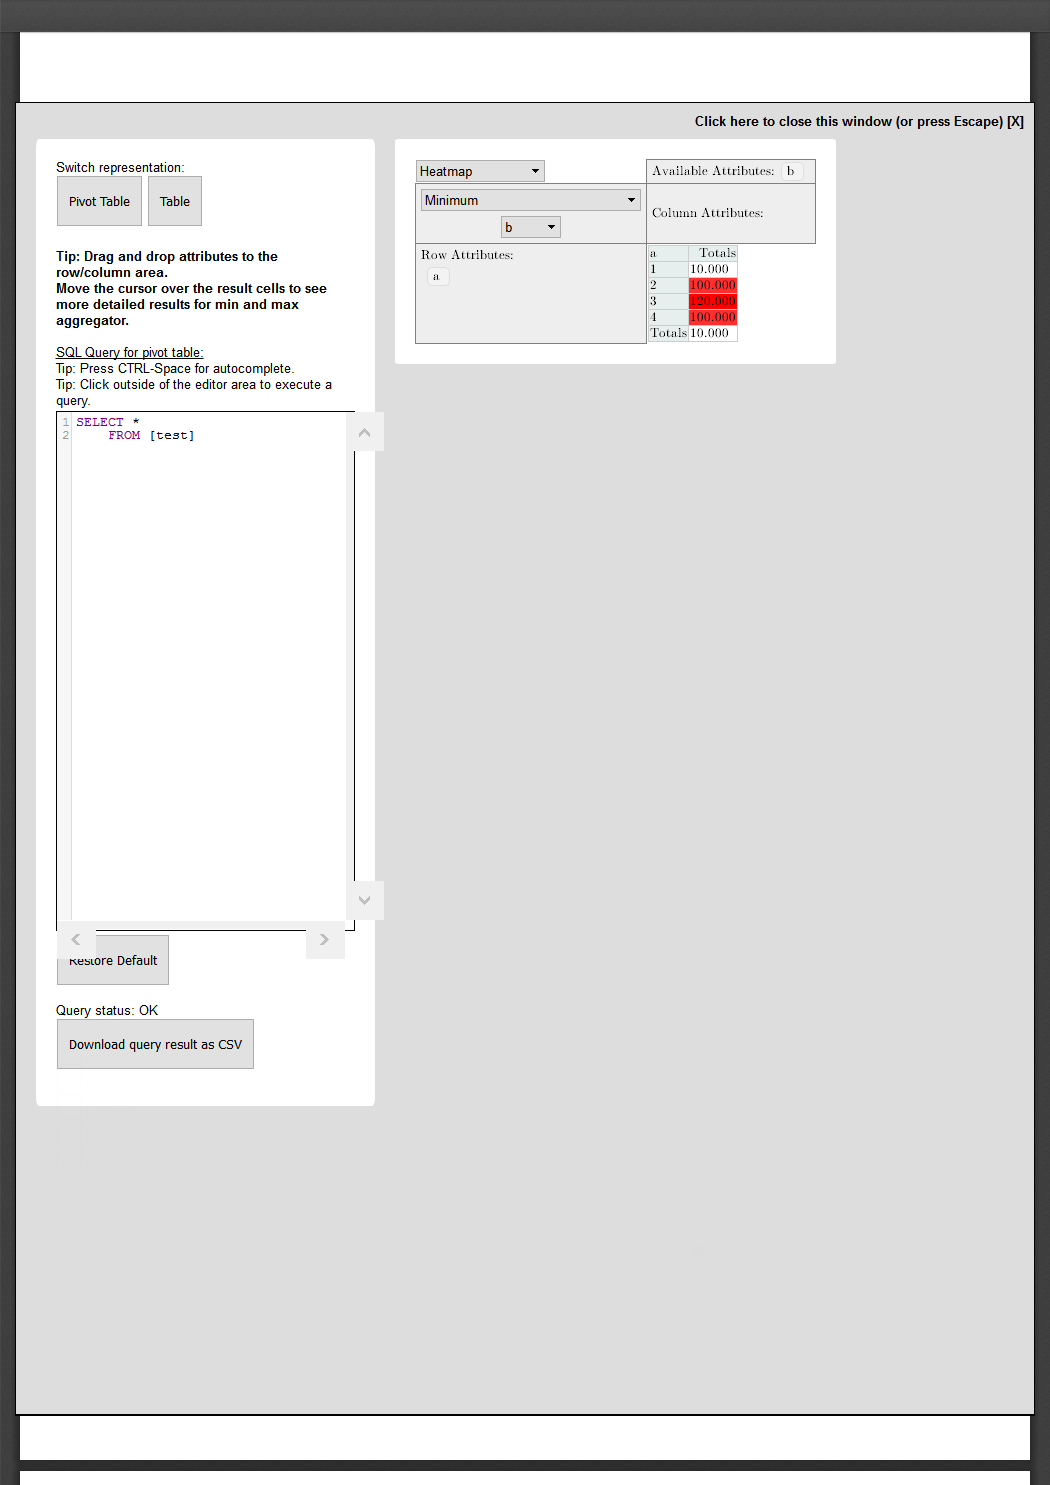 Click here to close this window (or press Escape) [X]
Switch representation:
Pivot Table Table
Tip: Drag and drop attributes to the
row/column area.
Move the cursor over the result cells to see
more detailed results for min and max
aggregator.
SQL Query for pivot table:
Tip: Press CTRL-Space for autocomplete.
Tip: Click outside of the editor area to execute a
query.
1 SELECT *
2 FROM [test]
Restore Default
Query status: OK
Download query result as CSV
Heatmap
Available Attributes: b
Minimum
b
Column Attributes:
Row Attributes:
a
a Totals
1 10.000
2 100.000
3 120.000
4 100.000
Totals 10.000